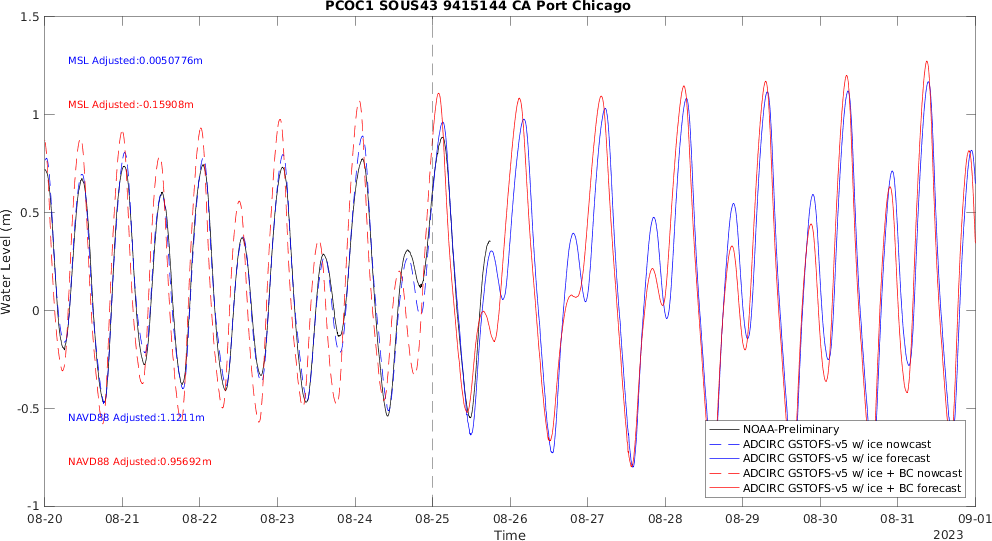 PCOC1 SOUS43 9415144 CA Port Chicago
1.5
1
0.5
0
-0.5
-1
Water Level (m)
MSL Adjusted:0.0050776m
MSL Adjusted:-0.15908m
NAVD88 Adjusted:1.1211m
NAVD88 Adjusted:0.95692m
NOAA-Preliminary
ADCIRC GSTOFS-v5 w/ ice nowcast
ADCIRC GSTOFS-v5 w/ ice forecast
ADCIRC GSTOFS-v5 w/ ice + BC nowcast
ADCIRC GSTOFS-v5 w/ ice + BC forecast
08-20 08-21 08-22 08-23 08-24 08-25 08-26 08-27 08-28 08-29 08-30 08-31 09-01
Time
2023